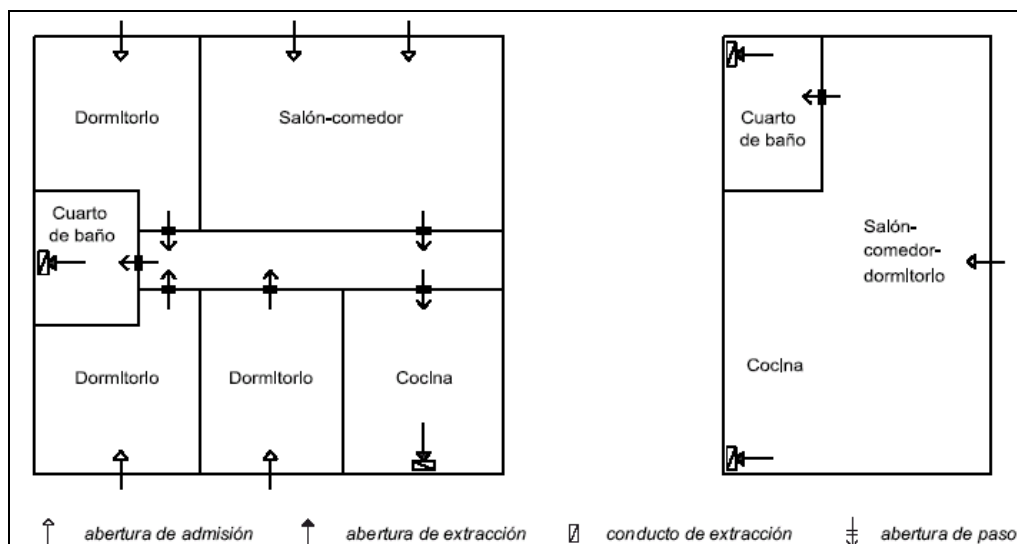 Dormitorio
Salón-comedor
Cuarto
de baño
Dormitorio
Dormitorio
Cocina
Cuarto
de baño
Salón-
comedor-
dormitorio
Cocina
abertura de admisión
abertura de extracción
conducto de extracción
abertura de paso